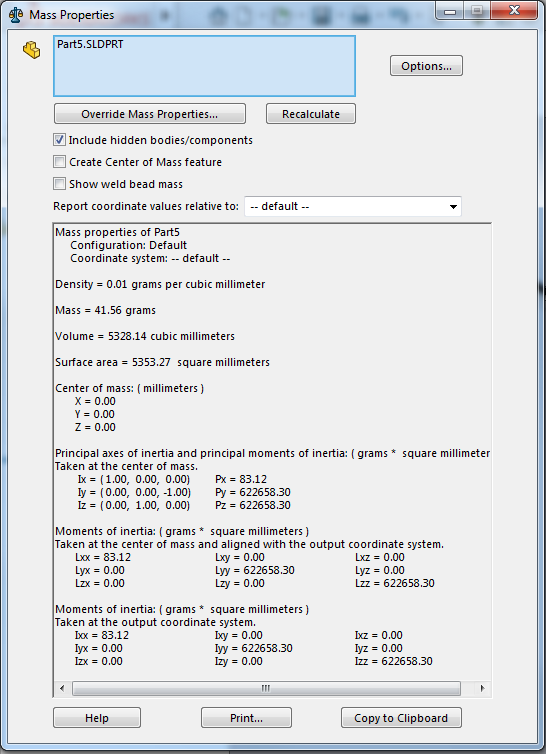 Mass Properties
Part5.SLDPRT
Options...
Override Mass Properties... Recalculate
Include hidden bodies/components
Create Center of Mass feature
Show weld bead mass
Report coordinate values relative to: -- default --
Mass properties of Part5
Configuration: Default
Coordinate system: -- default --
Density = 0.01 grams per cubic millimeter
Mass = 41.56 grams
Volume = 5328.14 cubic millimeters
Surface area = 5353.27 square millimeters
Center of mass: ( millimeters )
X = 0.00
Y = 0.00
Z = 0.00
Principal axes of inertia and principal moments of inertia: ( grams * square millimeter
Taken at the center of mass.
Ix = ( 1.00, 0.00, 0.00) Px = 83.12
Iy = ( 0.00, 0.00, -1.00) Py = 622658.30
Iz = ( 0.00, 1.00, 0.00) Pz = 622658.30
Moments of inertia: ( grams * square millimeters )
Taken at the center of mass and aligned with the output coordinate system.
Lxx = 83.12 Lxy = 0.00 Lxz = 0.00
Lyx = 0.00 Lyy = 622658.30 Lyz = 0.00
Lzx = 0.00 Lzy = 0.00 Lzz = 622658.30
Moments of inertia: ( grams * square millimeters )
Taken at the output coordinate system.
Ixx = 83.12 Ixy = 0.00 Ixz = 0.00
Iyx = 0.00 Iyy = 622658.30 Iyz = 0.00
Izx = 0.00 Izy = 0.00 Izz = 622658.30
Help Print... Copy to Clipboard